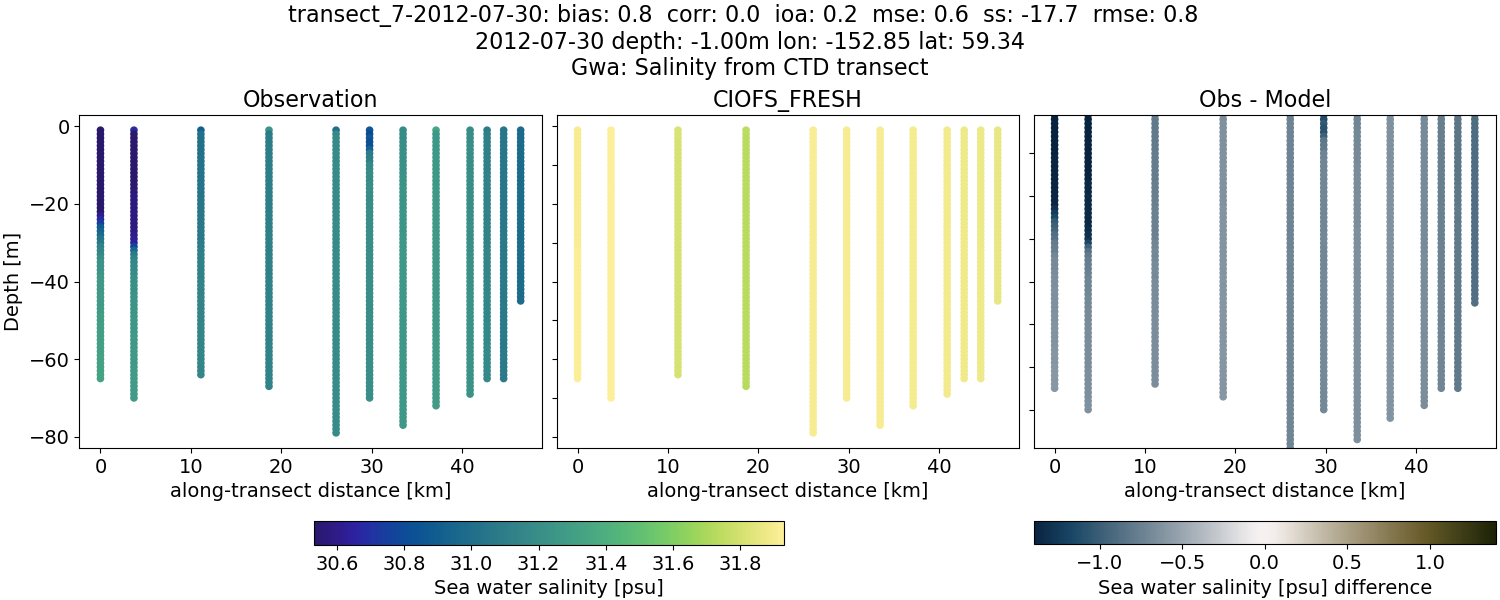 transect_7-2012-07-30: bias: 0.8  corr: 0.0  ioa: 0.2  mse: 0.6  ss: -17.7  rmse: 0.8
2012-07-30 depth: -1.00m lon: -152.85 lat: 59.34
Gwa: Salinity from CTD transect
Observation
CIOFS_FRESH
Obs - Model
Depth [m]
0
−20
−40
−60
−80
0 10 20 30 40
0 10 20 30 40
0 10 20 30 40
along-transect distance [km]
along-transect distance [km]
along-transect distance [km]
30.6 30.8 31.0 31.2 31.4 31.6 31.8
Sea water salinity [psu]
−1.0 −0.5 0.0 0.5 1.0
Sea water salinity [psu] difference